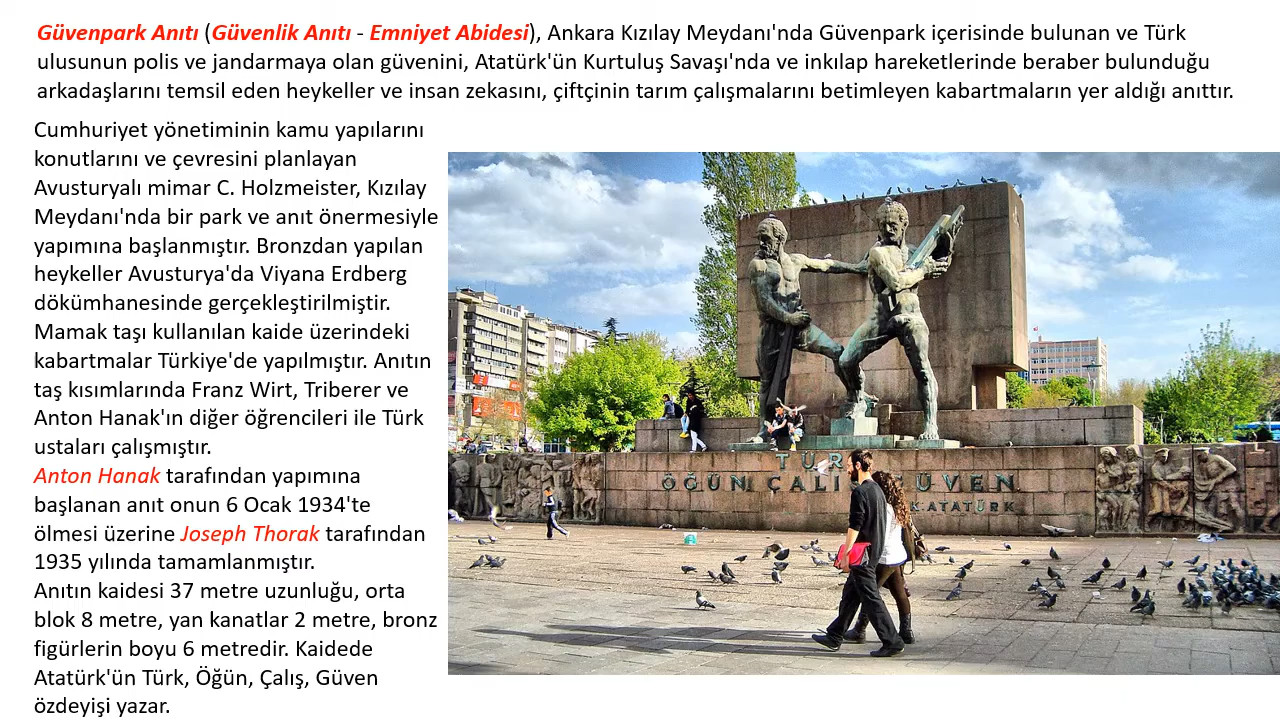 Güvenpark Anıtı (Güvenlik Anıtı - Emniyet Abidesi), Ankara Kızılay Meydanı'nda Güvenpark içerisinde bulunan ve Türk
ulusunun polis ve jandarmaya olan güvenini, Atatürk'ün Kurtuluş Savaşı'nda ve inkılap hareketlerinde beraber bulunduğu
arkadaşlarını temsil eden heykeller ve insan zekasını, çiftçinin tarım çalışmalarını betimleyen kabartmaların yer aldığı anıttır.
Cumhuriyet yönetiminin kamu yapılarını
konutlarını ve çevresini planlayan
Avusturyalı mimar C. Holzmeister, Kızılay
Meydanı'nda bir park ve anıt önermesiyle
yapımına başlanmıştır. Bronzdan yapılan
heykeller Avusturya'da Viyana Erdberg
dökümhanesinde gerçekleştirilmiştir.
Mamak taşı kullanılan kaide üzerindeki
kabartmalar Türkiye'de yapılmıştır. Anıtın
taş kısımlarında Franz Wirt, Triberer ve
Anton Hanak'ın diğer öğrencileri ile Türk
ustaları çalışmıştır.
Anton Hanak tarafından yapımına
başlanan anıt onun 6 Ocak 1934'te
ölmesi üzerine Joseph Thorak tarafından
1935 yılında tamamlanmıştır.
Anıtın kaidesi 37 metre uzunluğu, orta
blok 8 metre, yan kanatlar 2 metre, bronz
figürlerin boyu 6 metredir. Kaidede
Atatürk'ün Türk, Öğün, Çalış, Güven
özdeyişi yazar.
TÜR
ÖĞÜN ÇALIŞ GÜVEN
K.ATATÜRK